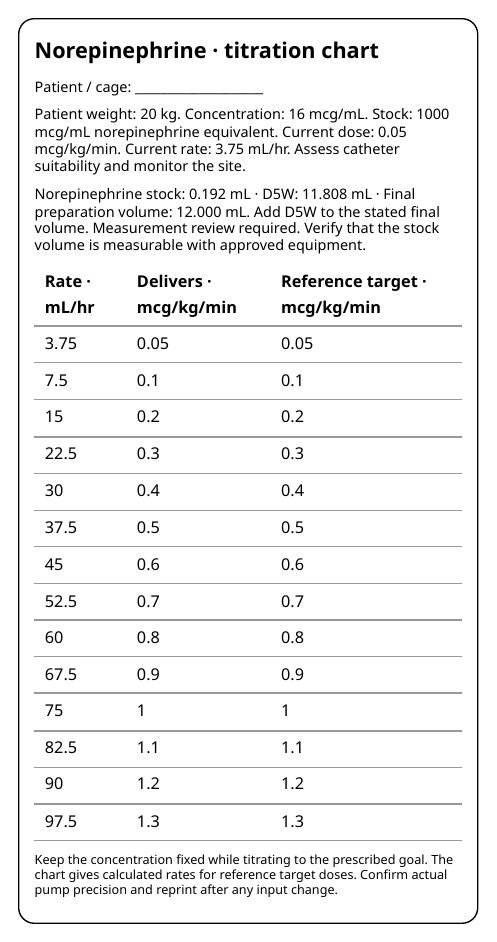 Norepinephrine · titration chart
Patient / cage: ___________________
Patient weight: 20 kg. Concentration: 16 mcg/mL. Stock: 1000
mcg/mL norepinephrine equivalent. Current dose: 0.05
mcg/kg/min. Current rate: 3.75 mL/hr. Assess catheter
suitability and monitor the site.
Norepinephrine stock: 0.192 mL · D5W: 11.808 mL · Final
preparation volume: 12.000 mL. Add D5W to the stated final
volume. Measurement review required. Verify that the stock
volume is measurable with approved equipment.
Rate · Delivers · Reference target ·
mL/hr mcg/kg/min mcg/kg/min
3.75 0.05 0.05
7.5 0.1 0.1
15 0.2 0.2
22.5 0.3 0.3
30 0.4 0.4
37.5 0.5 0.5
45 0.6 0.6
52.5 0.7 0.7
60 0.8 0.8
67.5 0.9 0.9
75 1 1
82.5 1.1 1.1
90 1.2 1.2
97.5 1.3 1.3
Keep the concentration fixed while titrating to the prescribed goal. The
chart gives calculated rates for reference target doses. Confirm actual
pump precision and reprint after any input change.